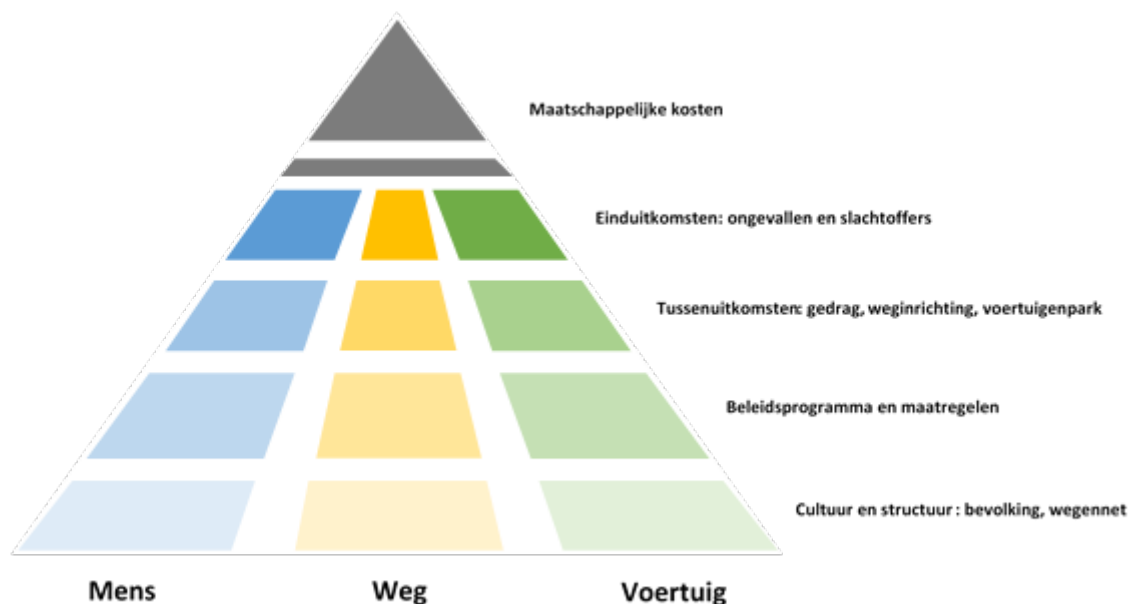 Maatschappelijke kosten
Einduitkomsten: ongevallen en slachtoffers
Tussenuitkomsten: gedrag, weginrichting, voertuigenpark
Beleidsprogramma en maatregelen
Cultuur en structuur : bevolking, wegennet
Mens Weg Voertuig